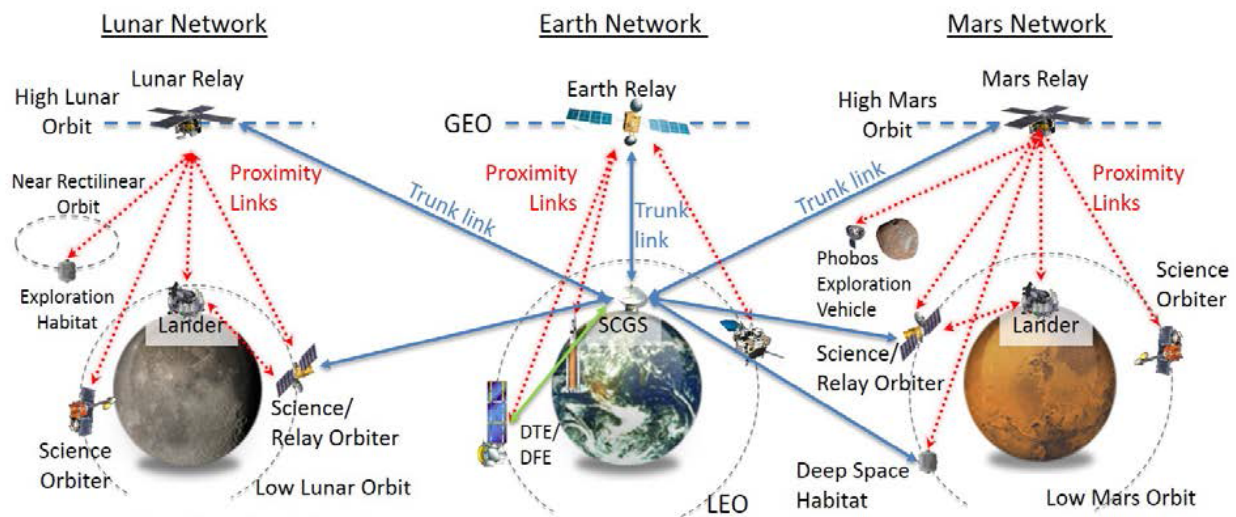 Lunar Network
Lunar Relay
High Lunar
Orbit
Near Rectilinear
Orbit
Proximity
Links
Trunk link
Exploration
Habitat
Lander
Science/
Relay Orbiter
Science
Orbiter
Low Lunar Orbit
Earth Network
Earth Relay
GEO
Proximity
Links
Trunk
link
SCGS
DTE/
DFE
LEO
Mars Network
Mars Relay
High Mars
Orbit
Trunk link
Proximity
Links
Phobos
Exploration
Vehicle
Science
Orbiter
Lander
Science/
Relay Orbiter
Deep Space
Habitat
Low Mars Orbit